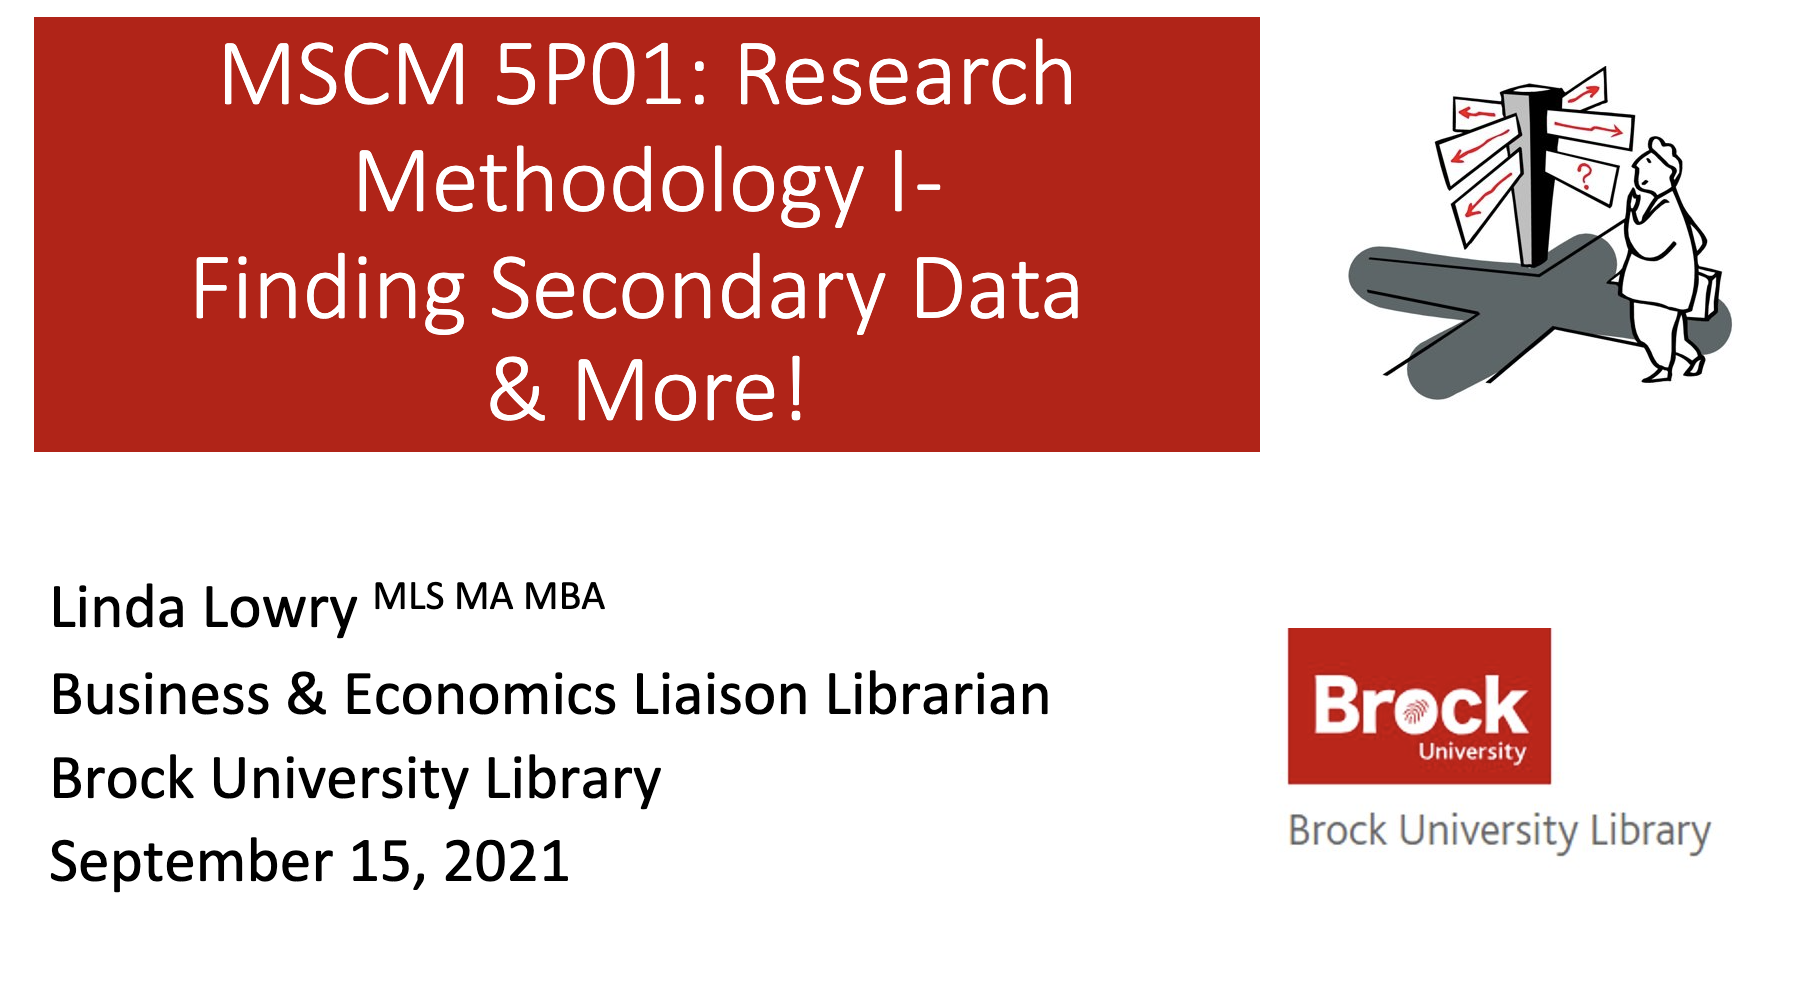 MSCM 5P01: Research
Methodology I-
Finding Secondary Data
& More!
?
Linda Lowry MLS MA MBA
Business & Economics Liaison Librarian
Brock University Library
September 15, 2021
Brock
University
Brock University Library